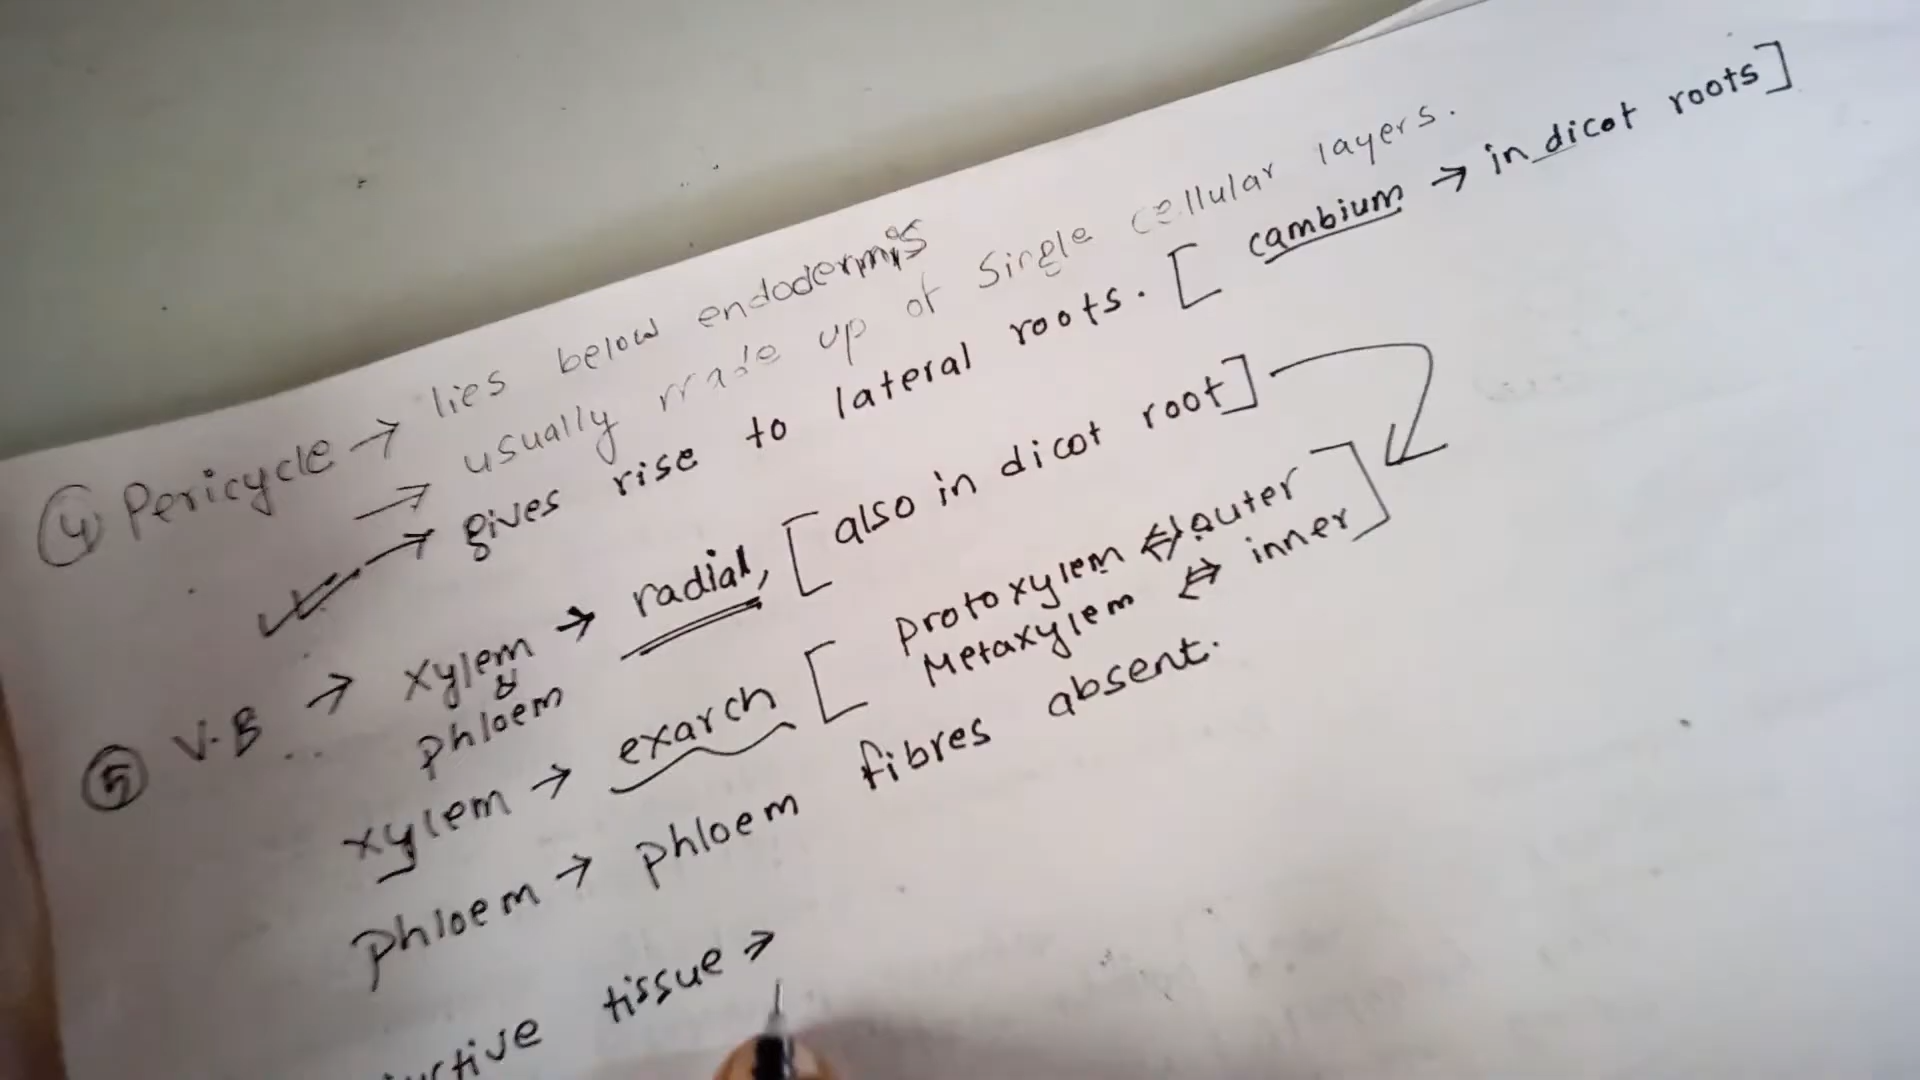 ④ Pericycle → lies below endodermis
→ usually made up of single cellular layers.
→ gives rise to lateral roots. [cambium → in dicot roots]
⑤ V.B → xylem & phloem → radial, [also in dicot root]
xylem → exarch [Protoxylem ⇔ outer
Metaxylem ⇔ inner]
Phloem → phloem fibres absent.
tissue →